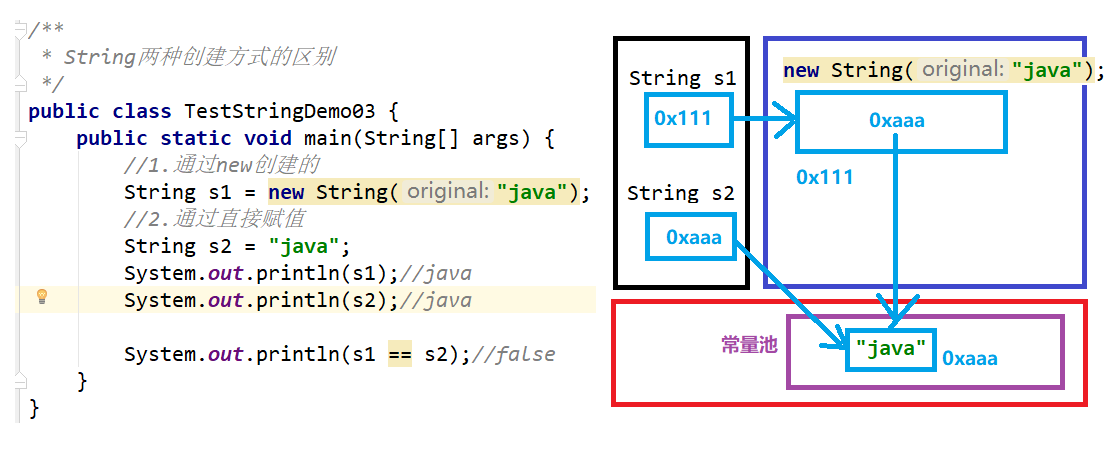 /**
* String两种创建方式的区别
*/
public class TestStringDemo03 {
public static void main(String[] args) {
//1.通过new创建的
String s1 = new String( original: "java");
//2.通过直接赋值
String s2 = "java";
System.out.println(s1);//java
System.out.println(s2);//java
System.out.println(s1 == s2);//false
}
}
String s1
0x111
String s2
0xaaa
new String( original: "java");
0xaaa
0x111
常量池
"java"
0xaaa